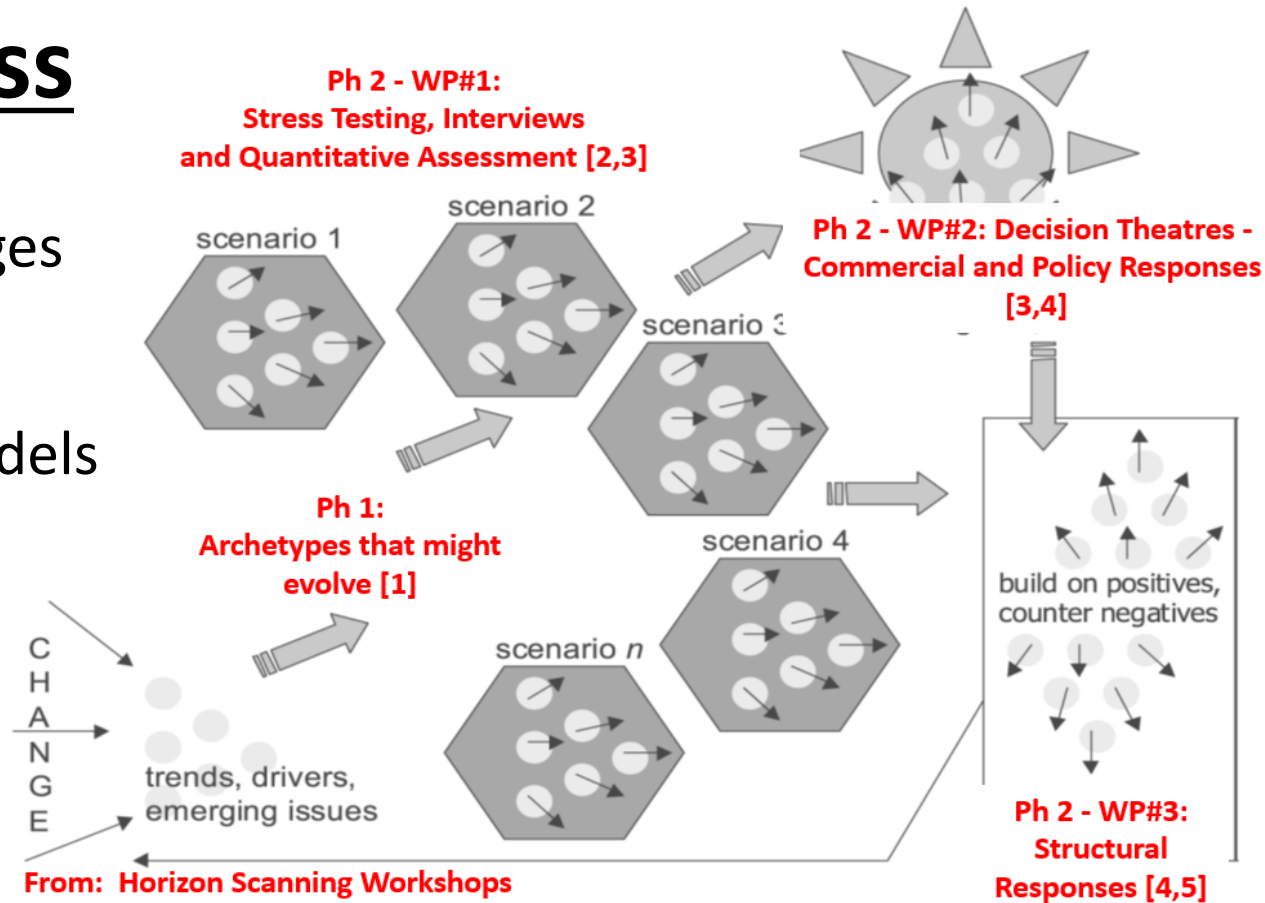 ss
ges
dels
Ph 2 - WP#1:
Stress Testing, Interviews
and Quantitative Assessment [2,3]
scenario 1
scenario 2
scenario 3
scenario 4
scenario n
Ph 2 - WP#2: Decision Theatres -
Commercial and Policy Responses
[3,4]
Ph 1:
Archetypes that might
evolve [1]
build on positives,
counter negatives
C
H
A
N
G
E
trends, drivers,
emerging issues
Ph 2 - WP#3:
Structural
Responses [4,5]
From: Horizon Scanning Workshops